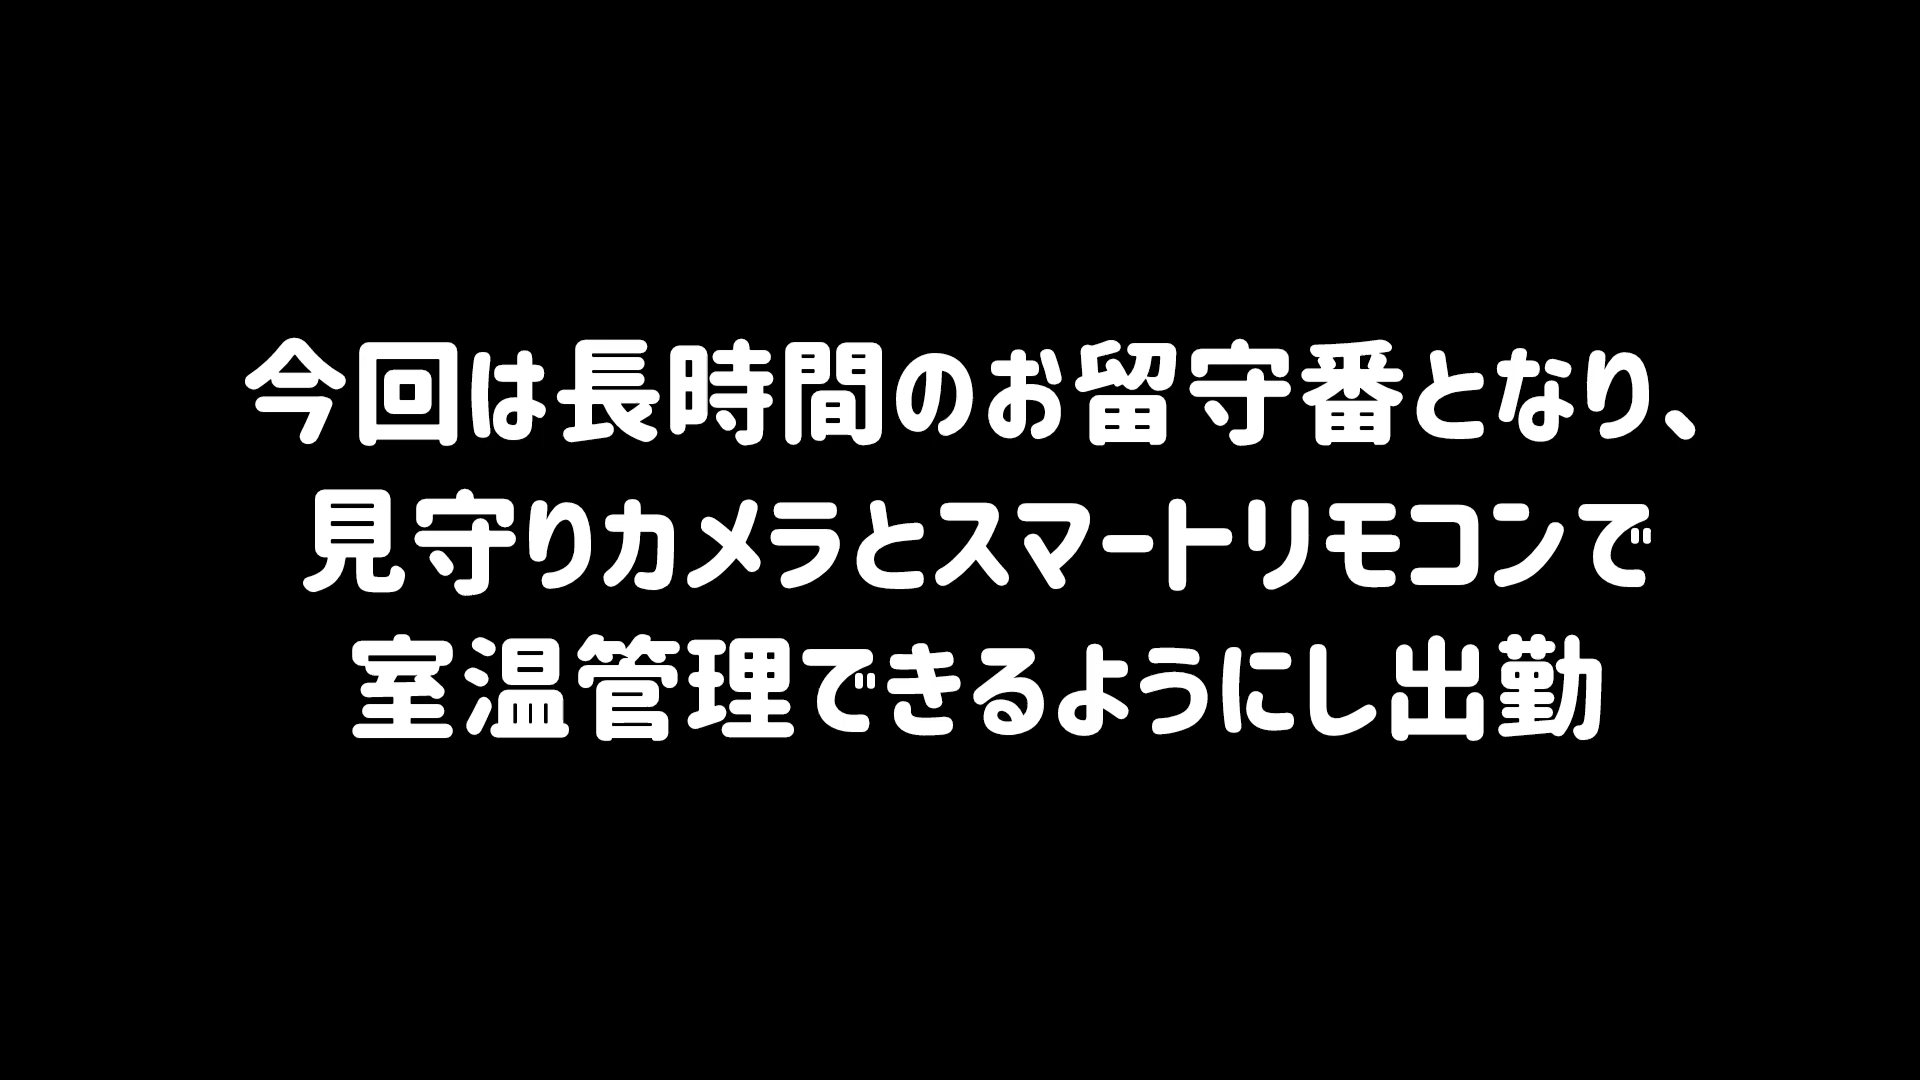 今回は長時間のお留守番となり、
見守りカメラとスマートリモコンで
室温管理できるようにし出勤